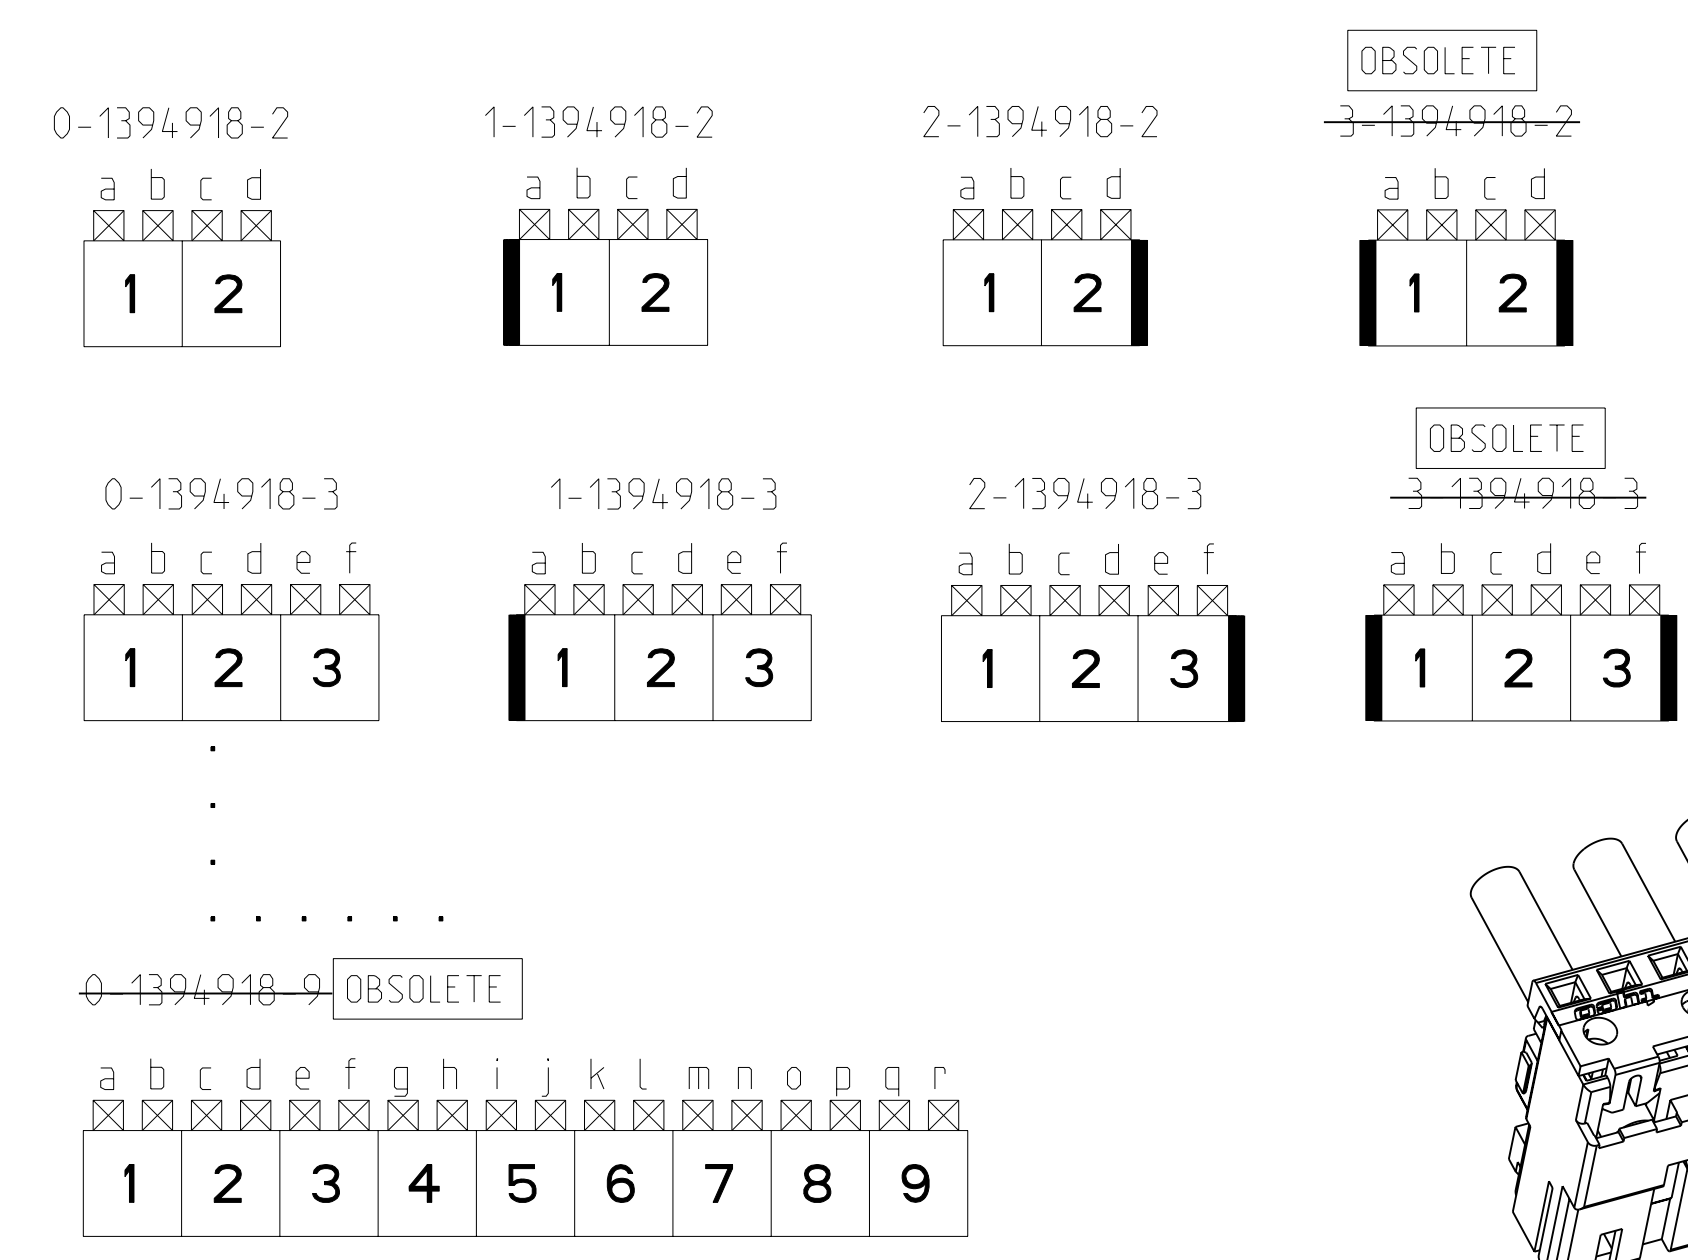 OBSOLETE
0-1394918-2 1-1394918-2 2-1394918-2 3-1394918-2
a b c d a b c d a b c d a b c d
1 2 1 2 1 2 1 2
OBSOLETE
0-1394918-3 1-1394918-3 2-1394918-3 3-1394918-3
a b c d e f a b c d e f a b c d e f a b c d e f
1 2 3 1 2 3 1 2 3 1 2 3
0-1394918-9 OBSOLETE
a b c d e f g h i j k l m n o p q r
1 2 3 4 5 6 7 8 9